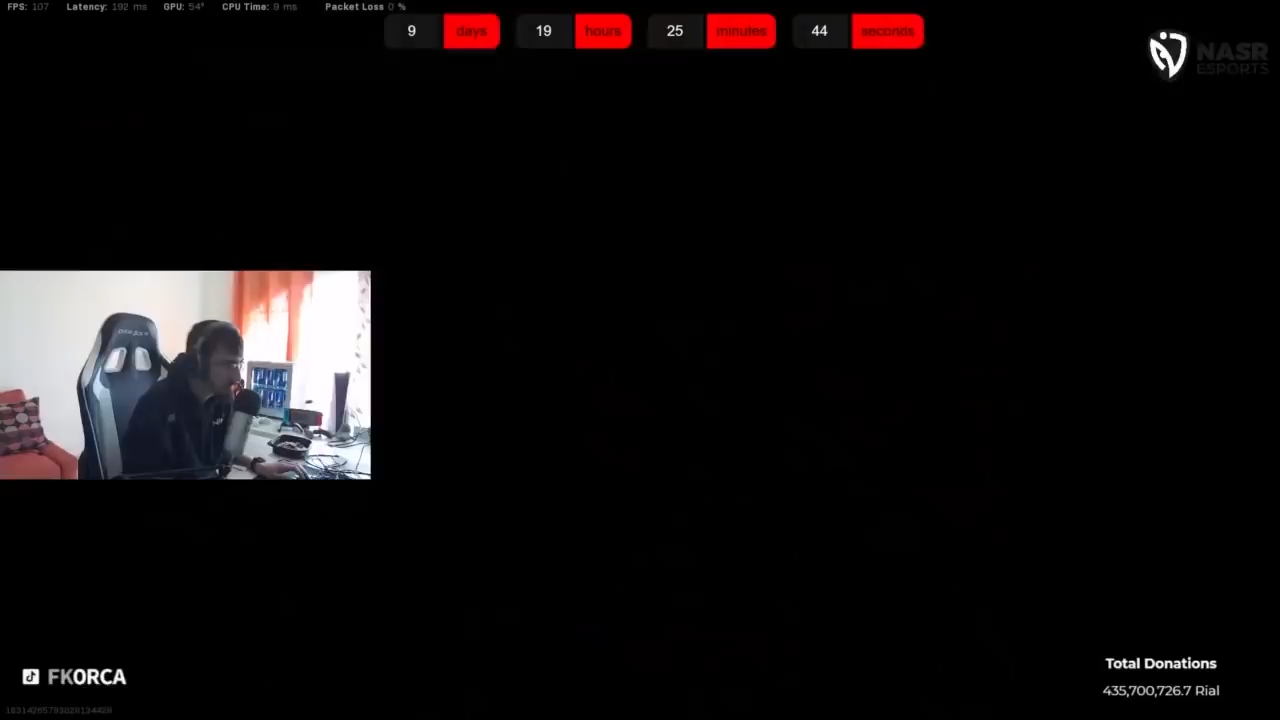 FPS: 107 Latency: 192 ms GPU: 54° CPU Time: 9 ms Packet Loss 0 %
9 days 19 hours 25 minutes 44 seconds
NASR
ESPORTS
FKORCA
Total Donations
435,700,726.7 Rial